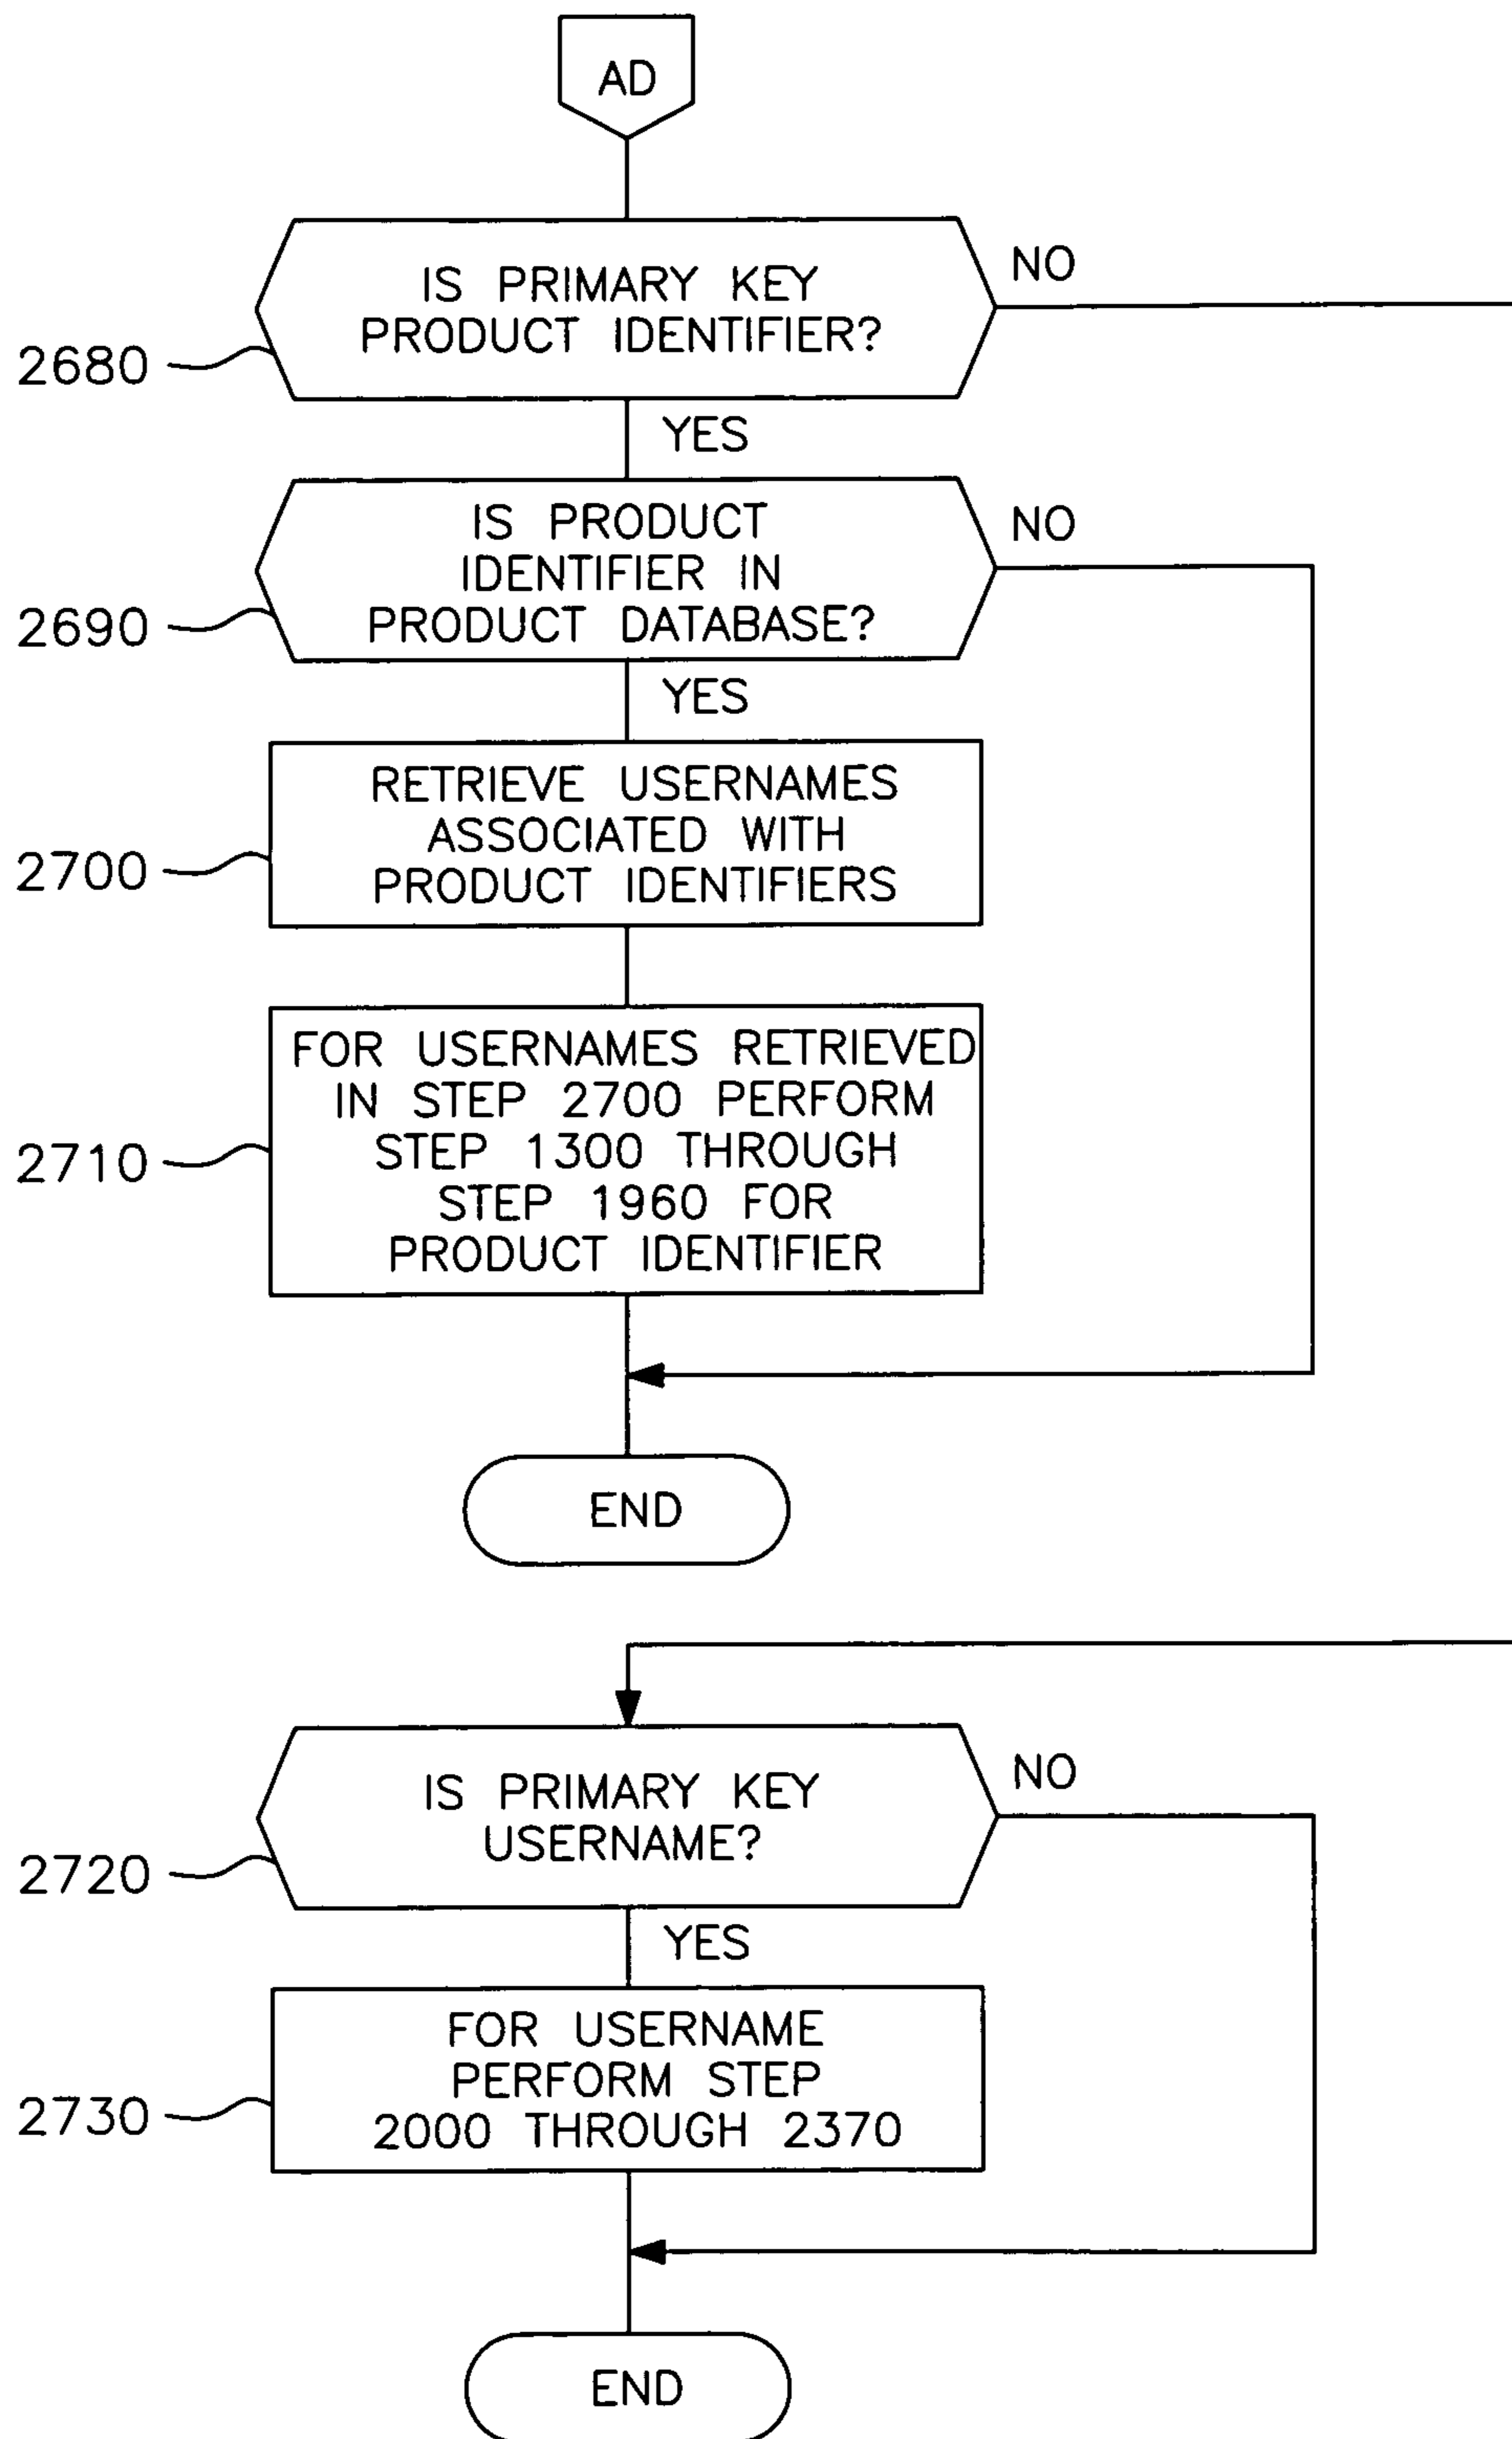 AD
IS PRIMARY KEY
PRODUCT IDENTIFIER?
NO
2680
YES
IS PRODUCT
IDENTIFIER IN
PRODUCT DATABASE?
NO
2690
YES
RETRIEVE USERNAMES
ASSOCIATED WITH
PRODUCT IDENTIFIERS
2700
FOR USERNAMES RETRIEVED
IN STEP 2700 PERFORM
STEP 1300 THROUGH
STEP 1960 FOR
PRODUCT IDENTIFIER
2710
END
IS PRIMARY KEY
USERNAME?
NO
2720
YES
FOR USERNAME
PERFORM STEP
2000 THROUGH 2370
2730
END